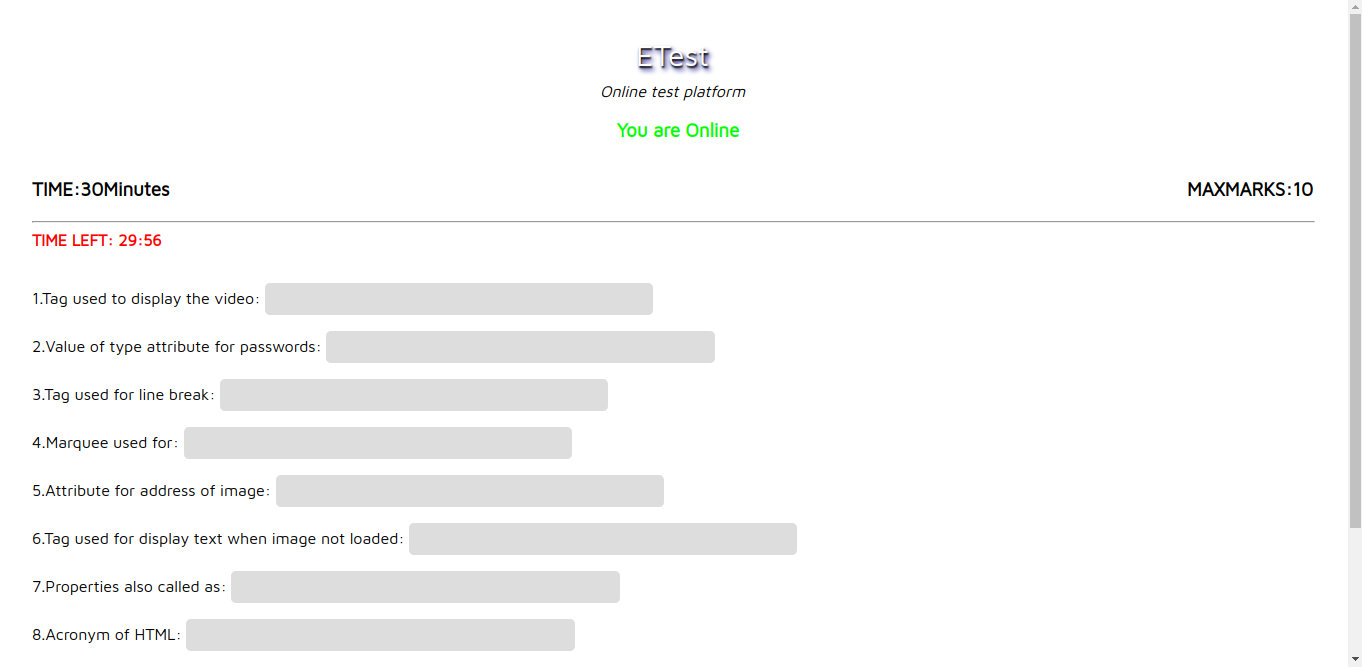 ETest
Online test platform
You are Online
TIME:30Minutes MAXMARKS:10
TIME LEFT: 29:56
1.Tag used to display the video:
2.Value of type attribute for passwords:
3.Tag used for line break:
4.Marquee used for:
5.Attribute for address of image:
6.Tag used for display text when image not loaded:
7.Properties also called as:
8.Acronym of HTML: